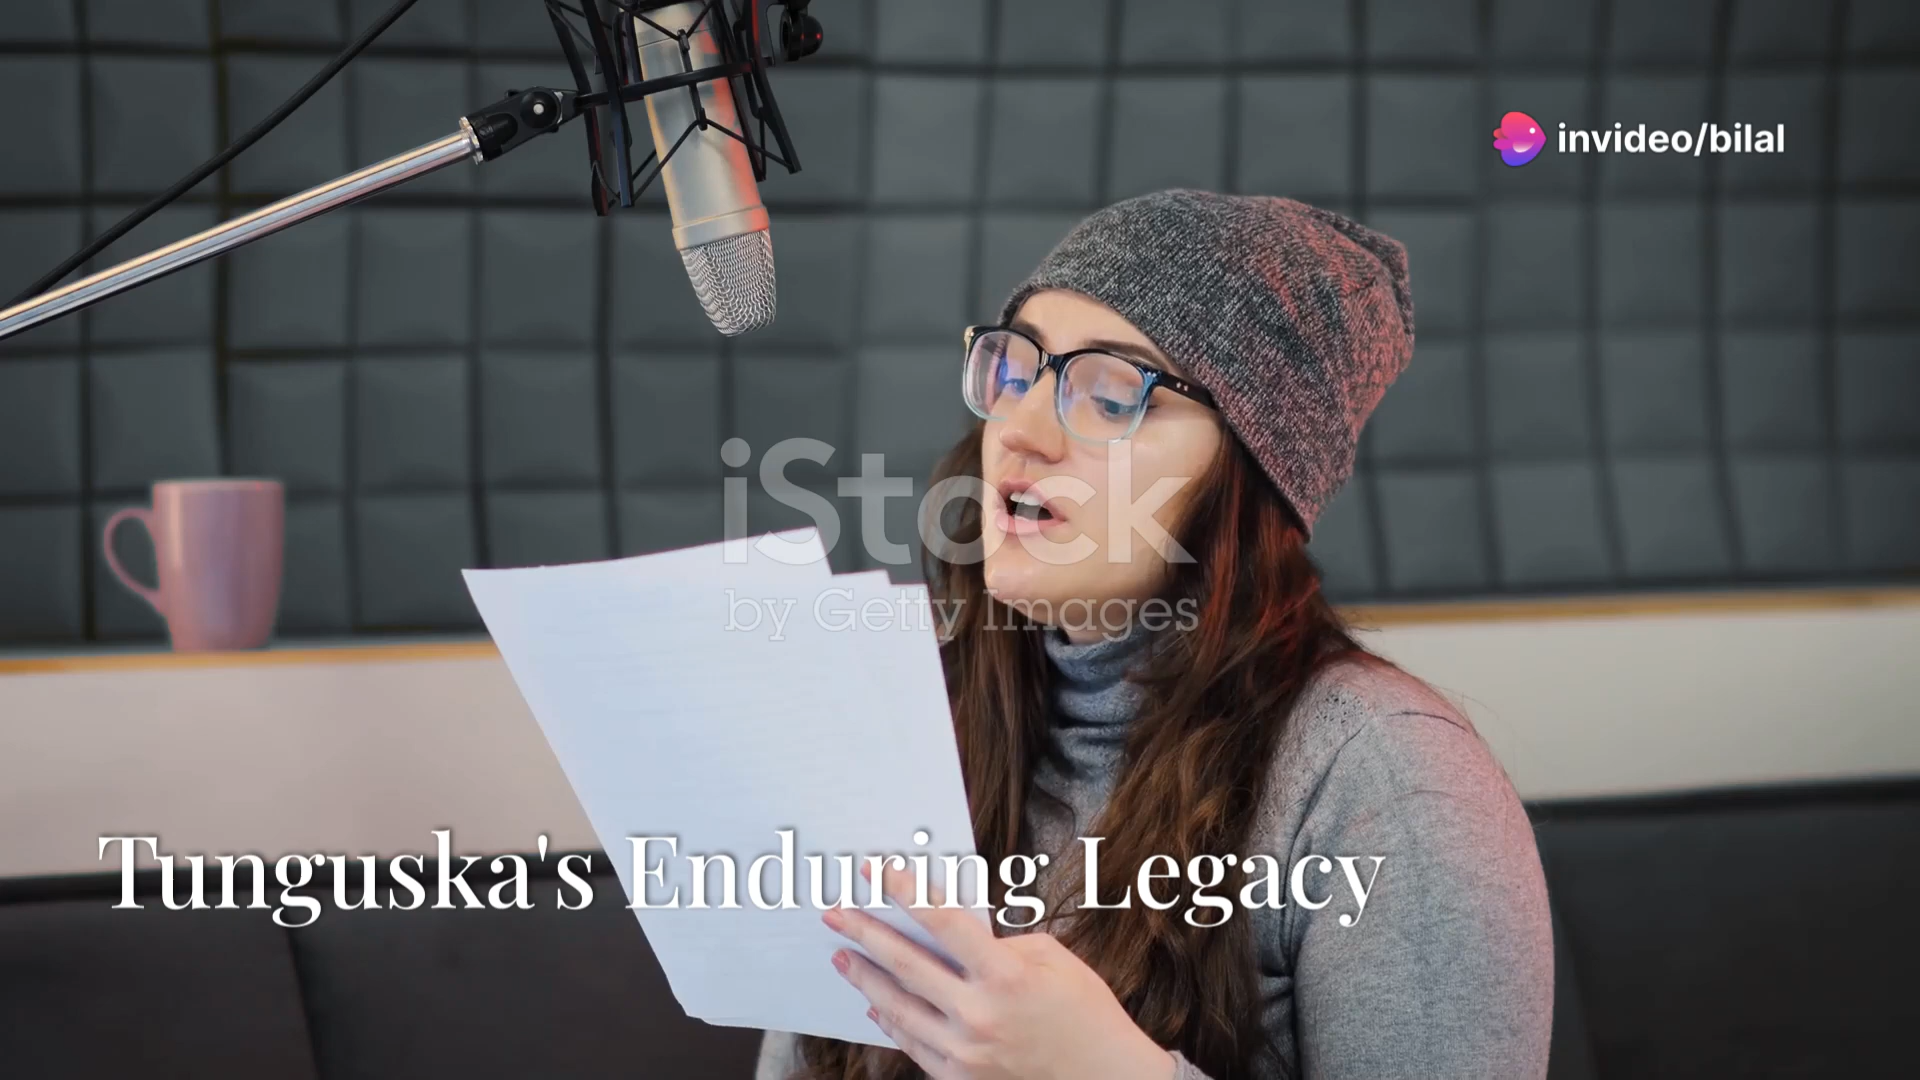 invideo/bilal
iStock
by Getty Images
Tunguska's Enduring Legacy